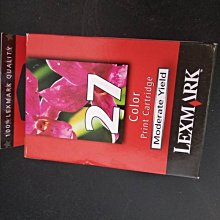 100% LEXMARK QUALITY
27
Color
Print Cartridge
Moderate Yield
LEXMARK